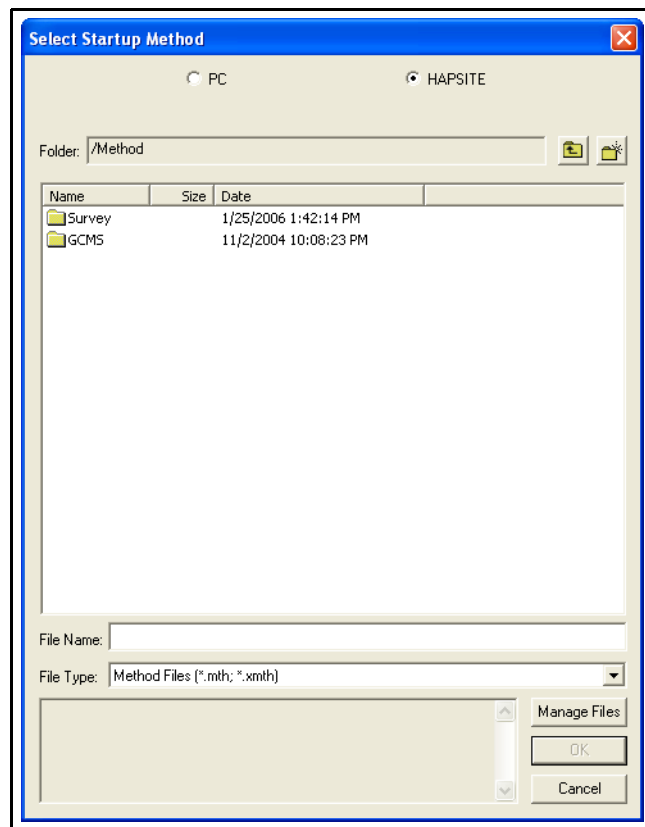 Select Startup Method
PC HAPSITE
Folder: /Method
Name Size Date
Survey 1/25/2006 1:42:14 PM
GCMS 11/2/2004 10:08:23 PM
File Name:
File Type: Method Files (*.mth; *.xmth)
Manage Files
OK
Cancel